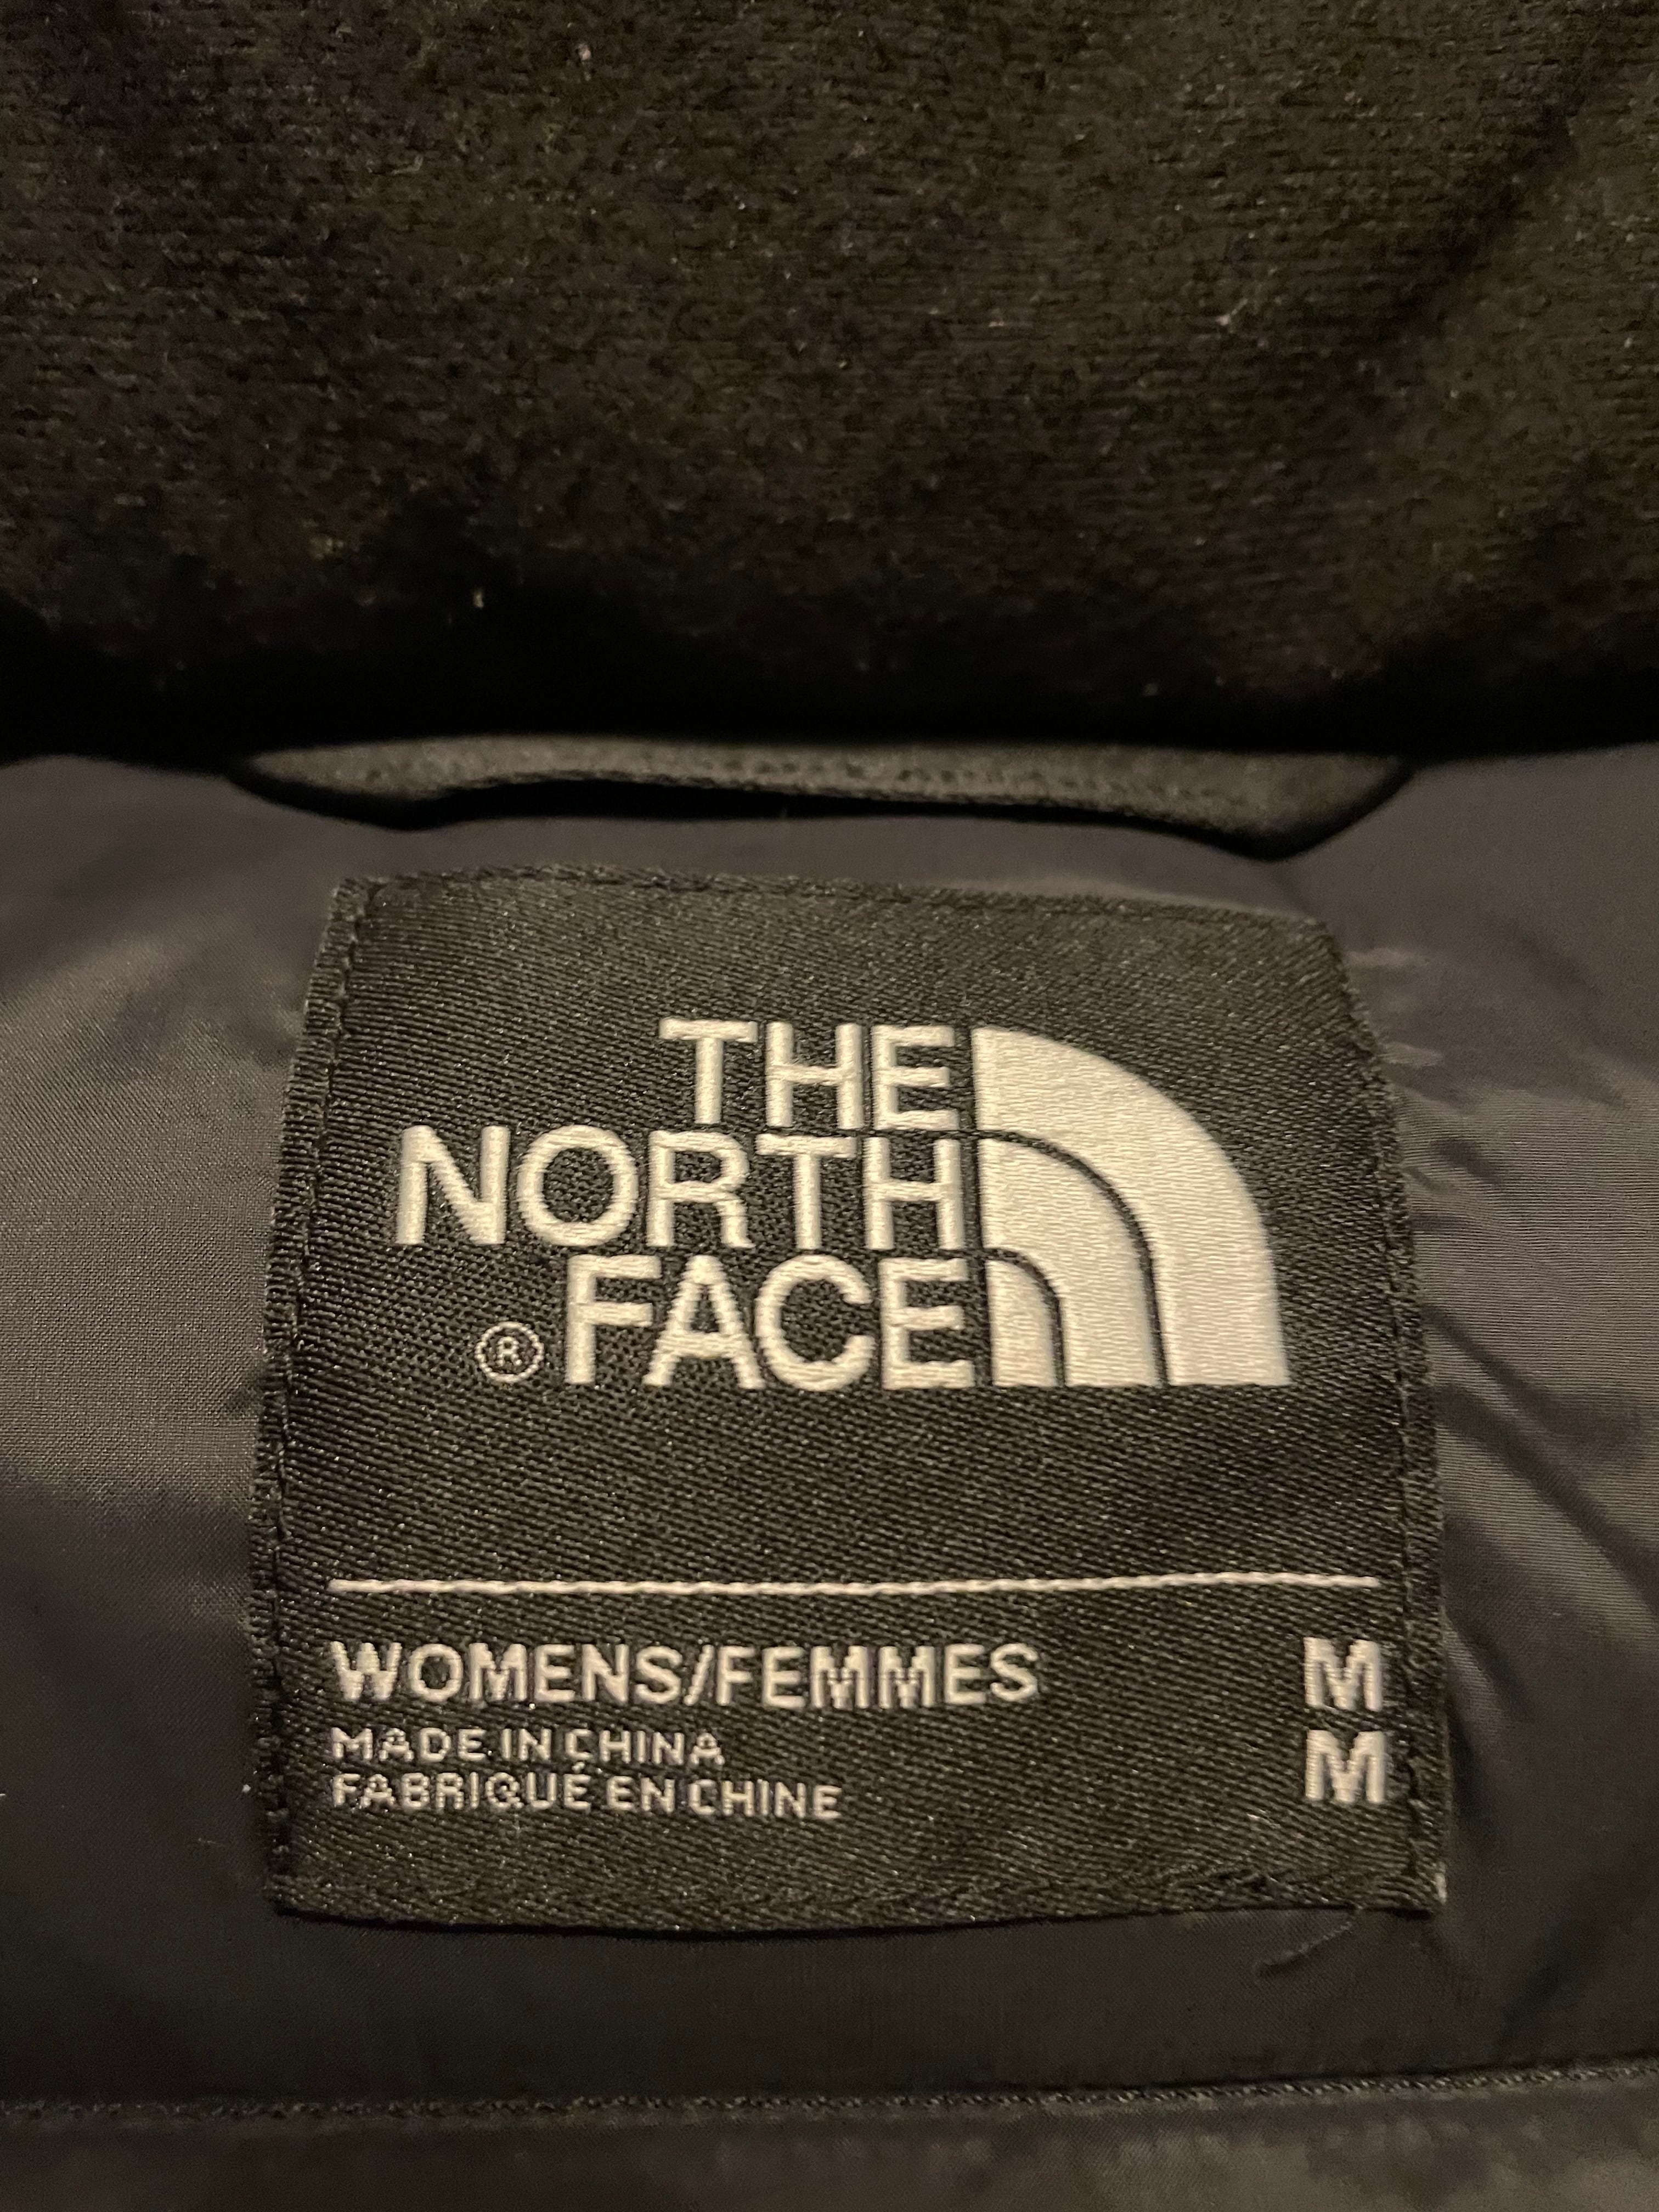 THE
NORTH
® FACE
WOMENS/FEMMES M
MADE IN CHINA
FABRIQUÉ EN CHINE M